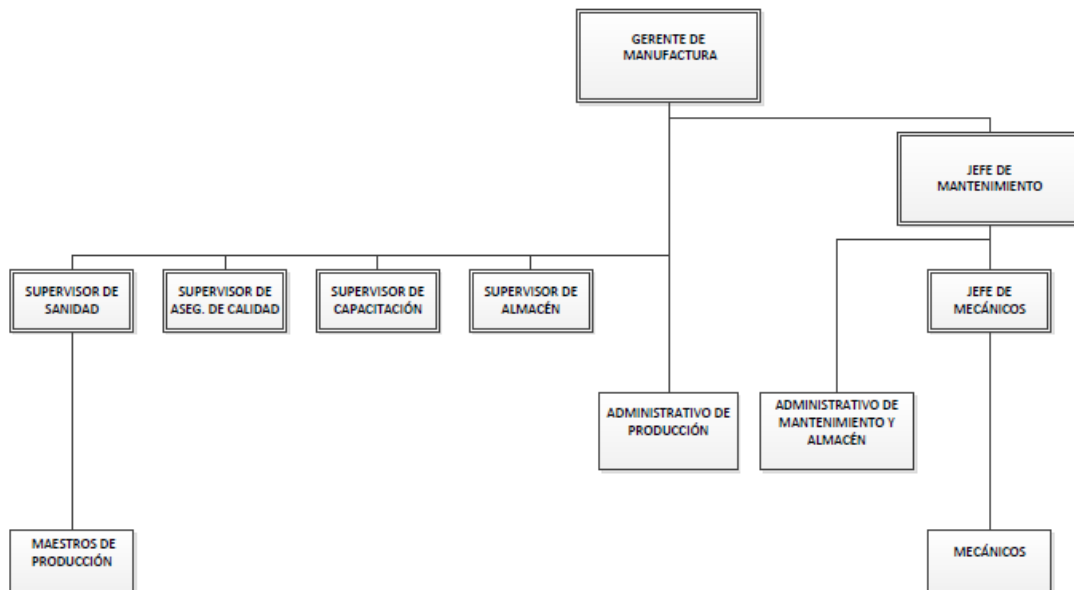 GERENTE DE
MANUFACTURA
JEFE DE
MANTENIMIENTO
SUPERVISOR DE
SANIDAD
SUPERVISOR DE
ASEG. DE CALIDAD
SUPERVISOR DE
CAPACITACIÓN
SUPERVISOR DE
ALMACÉN
JEFE DE
MECÁNICOS
ADMINISTRATIVO DE
PRODUCCIÓN
ADMINISTRATIVO DE
MANTENIMIENTO Y
ALMACÉN
MAESTROS DE
PRODUCCIÓN
MECÁNICOS